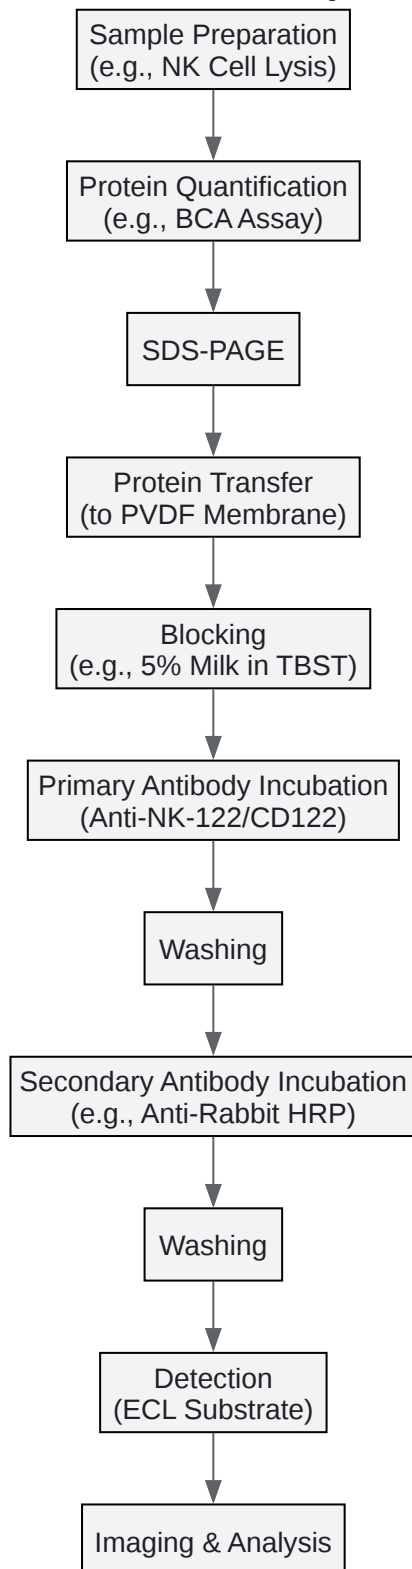 Sample Preparation
(e.g., NK Cell Lysis)
Protein Quantification
(e.g., BCA Assay)
SDS-PAGE
Protein Transfer
(to PVDF Membrane)
Blocking
(e.g., 5% Milk in TBST)
Primary Antibody Incubation
(Anti-NK-122/CD122)
Washing
Secondary Antibody Incubation
(e.g., Anti-Rabbit HRP)
Washing
Detection
(ECL Substrate)
Imaging & Analysis